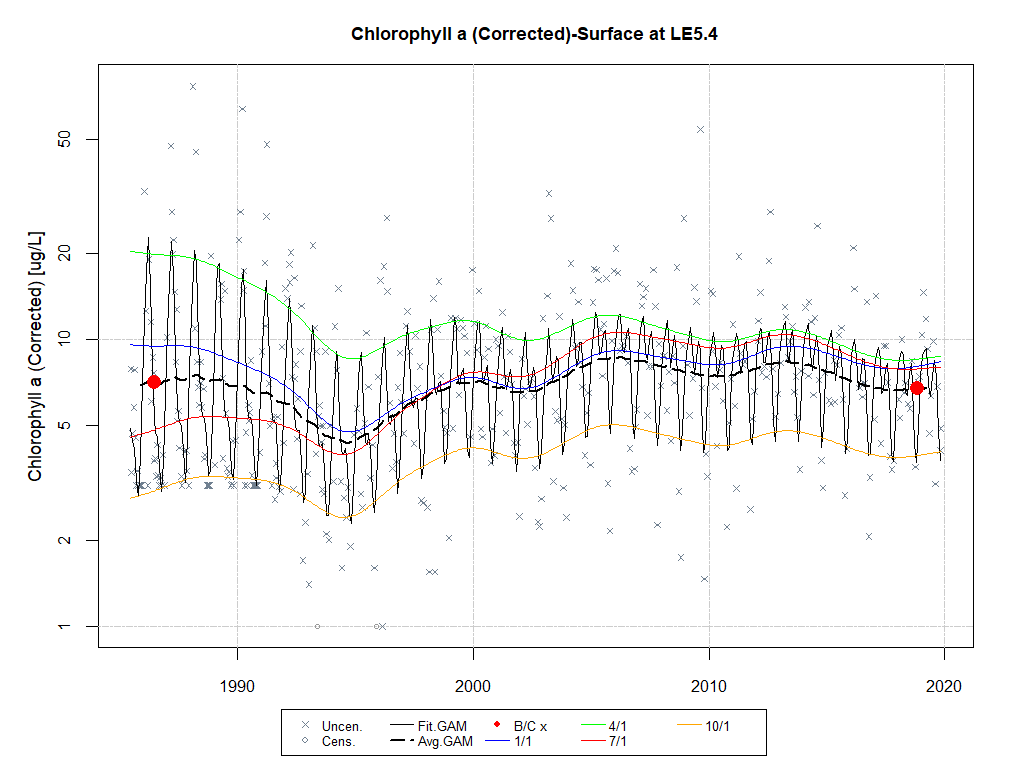 Chlorophyll a (Corrected)-Surface at LE5.4
Chlorophyll a (Corrected) [ug/L]
50
20
10
5
2
1
1990 2000 2010 2020
Uncen. Fit.GAM B/C x 4/1 10/1
Cens. Avg.GAM 1/1 7/1